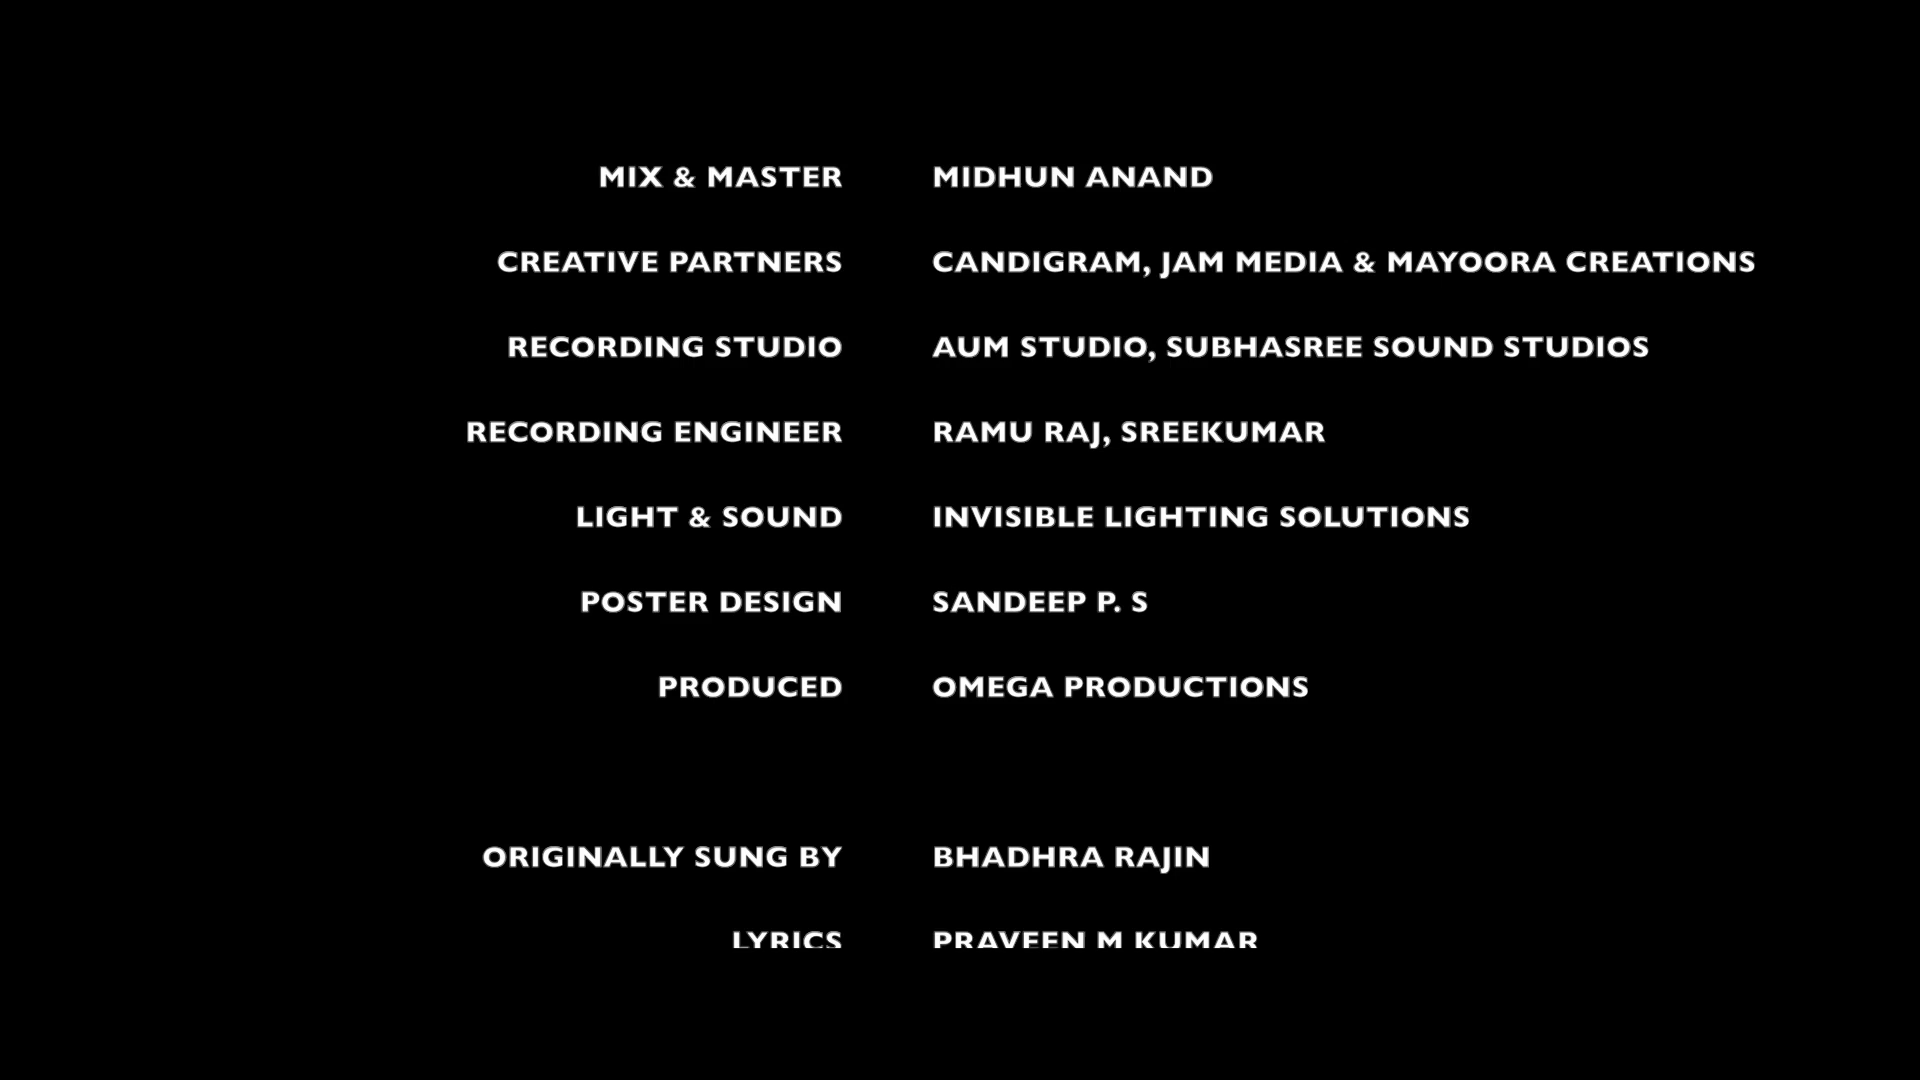 MIX & MASTER MIDHUN ANAND
CREATIVE PARTNERS CANDIGRAM, JAM MEDIA & MAYOORA CREATIONS
RECORDING STUDIO AUM STUDIO, SUBHASREE SOUND STUDIOS
RECORDING ENGINEER RAMU RAJ, SREEKUMAR
LIGHT & SOUND INVISIBLE LIGHTING SOLUTIONS
POSTER DESIGN SANDEEP P. S
PRODUCED OMEGA PRODUCTIONS
ORIGINALLY SUNG BY BHADHRA RAJIN
LYRICS PRAVEEN M KUMAR